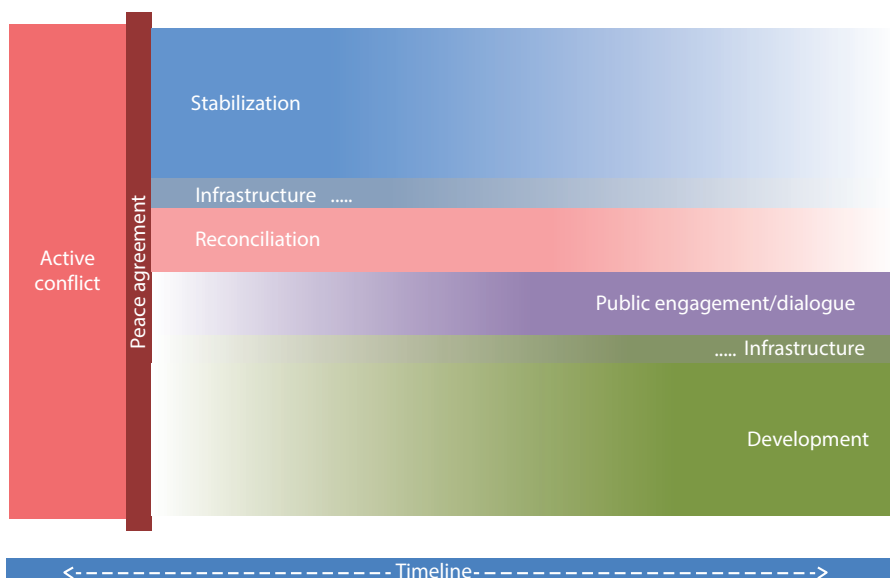 Active
conflict
Peace agreement
Stabilization
Infrastructure .....
Reconciliation
Public engagement/dialogue
..... Infrastructure
Development
<---------------------Timeline----------------------->